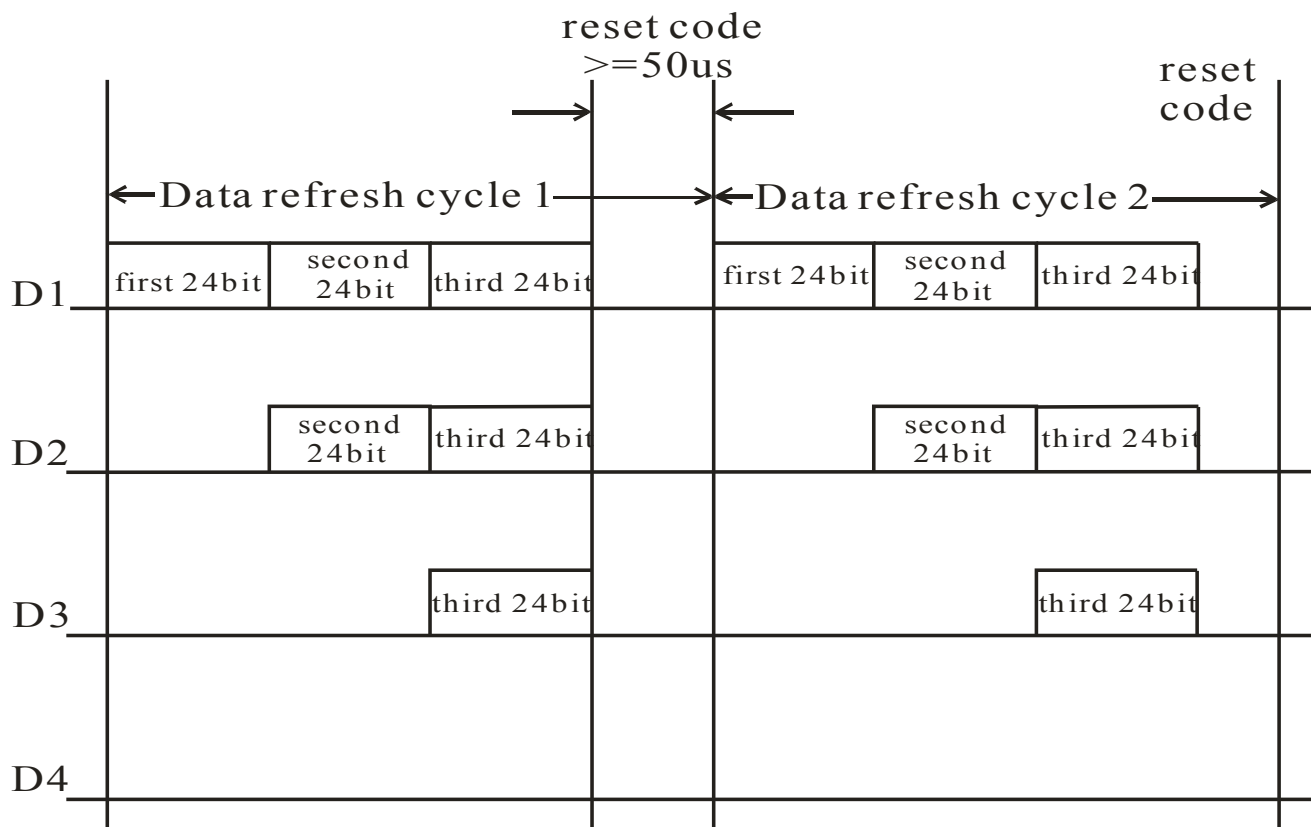 reset code
>=50us
reset
code
Data refresh cycle 1
Data refresh cycle 2
D1
first 24bit
second
24bit
third 24bit
first 24bit
second
24bit
third 24bit
D2
second
24bit
third 24bit
second
24bit
third 24bit
D3
third 24bit
third 24bit
D4